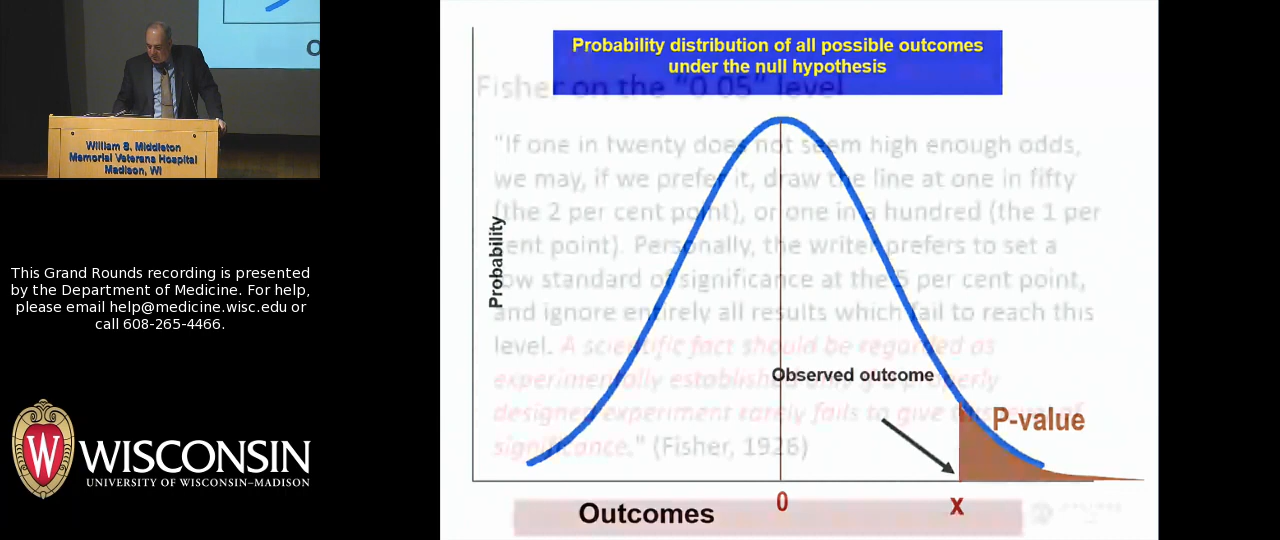 William S. Middleton
Memorial Veterans Hospital
Madison, WI
This Grand Rounds recording is presented
by the Department of Medicine. For help,
please email help@medicine.wisc.edu or
call 608-265-4466.
W
WISCONSIN
UNIVERSITY OF WISCONSIN–MADISON
Probability distribution of all possible outcomes
under the null hypothesis
Fisher on the "0.05" level
"If one in twenty does not seem high enough odds,
we may, if we prefer it, draw the line at one in fifty
(the 2 per cent point), or one in a hundred (the 1 per
cent point). Personally, the writer prefers to set a
low standard of significance at the 5 per cent point,
and ignore entirely all results which fail to reach this
level. A scientific fact should be regarded as
experimentally established only if a properly
designed experiment rarely fails to give this level of
significance." (Fisher, 1926)
Probability
Observed outcome
P-value
0
x
Outcomes